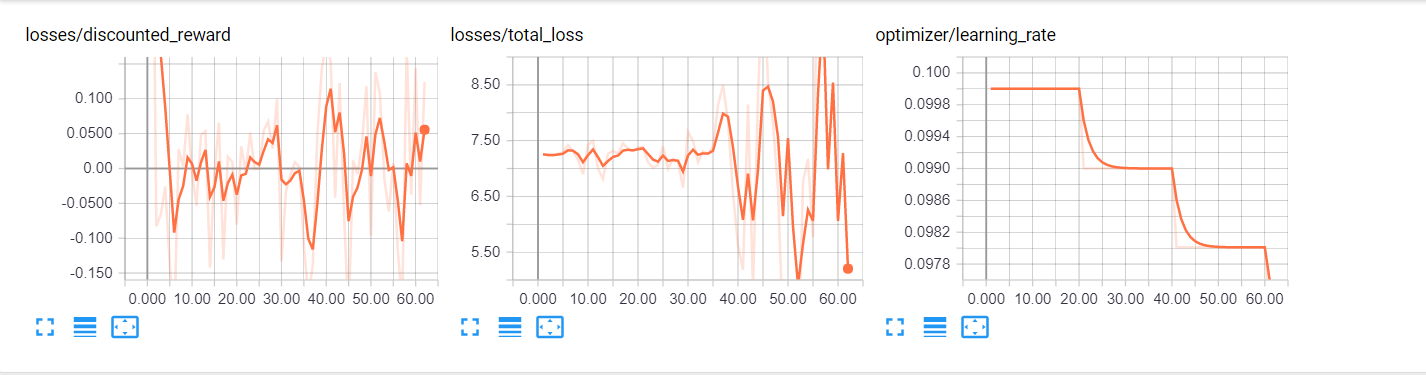 losses/discounted_reward losses/total_loss optimizer/learning_rate
0.100 8.50 0.100
0.0500 7.50 0.0998
0.00 6.50 0.0994
-0.0500 5.50 0.0990
-0.100 0.0986
-0.150 0.0982
0.0978
0.000 10.00 20.00 30.00 40.00 50.00 60.00 0.000 10.00 20.00 30.00 40.00 50.00 60.00 0.000 10.00 20.00 30.00 40.00 50.00 60.00